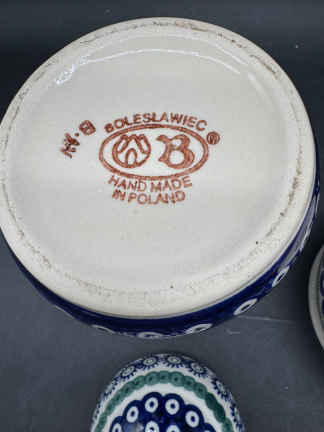 BOLESŁAWIEC®
B
HAND MADE
IN POLAND